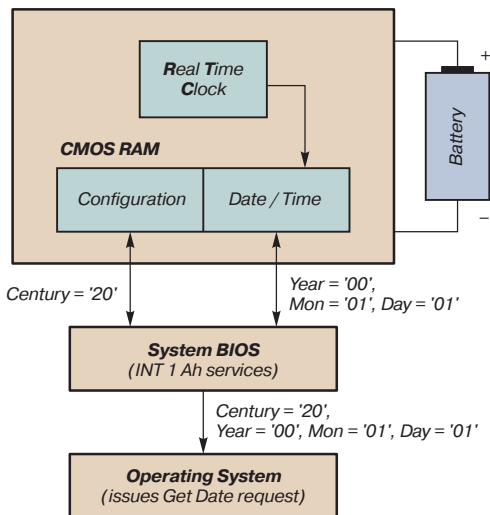 Real Time
Clock
CMOS RAM
Configuration
Date / Time
+
Battery
–
Century = '20'
Year = '00',
Mon = '01', Day = '01'
System BIOS
(INT 1 Ah services)
Century = '20',
Year = '00', Mon = '01', Day = '01'
Operating System
(issues Get Date request)